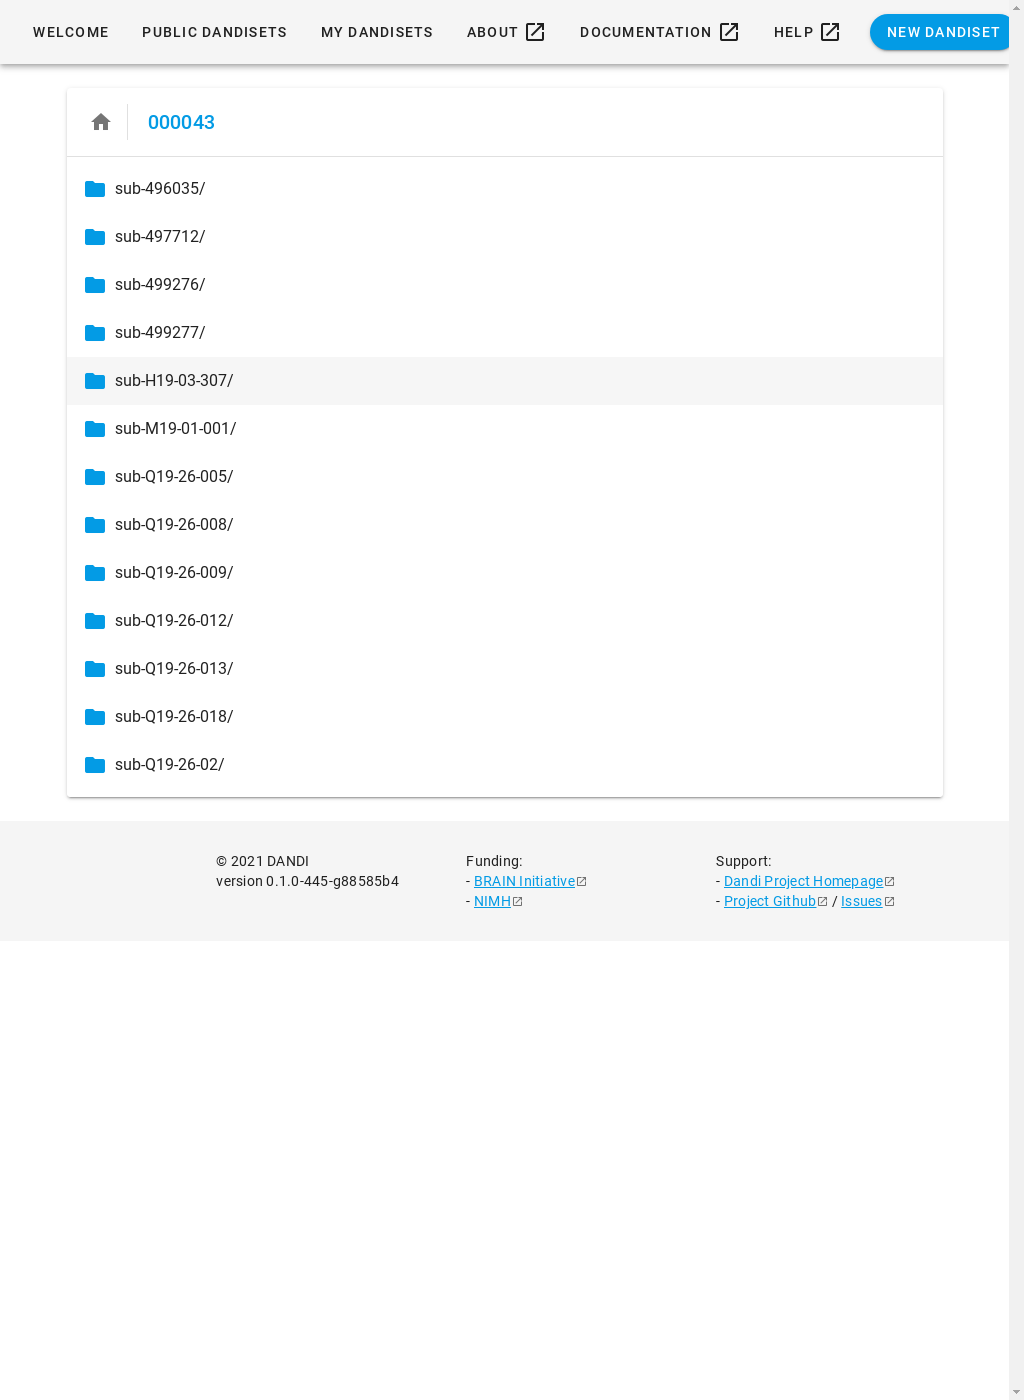 WELCOME PUBLIC DANDISETS MY DANDISETS ABOUT DOCUMENTATION HELP NEW DANDISET
000043
sub-496035/
sub-497712/
sub-499276/
sub-499277/
sub-H19-03-307/
sub-M19-01-001/
sub-Q19-26-005/
sub-Q19-26-008/
sub-Q19-26-009/
sub-Q19-26-012/
sub-Q19-26-013/
sub-Q19-26-018/
sub-Q19-26-02/
© 2021 DANDI
version 0.1.0-445-g88585b4
Funding:
- BRAIN Initiative
- NIMH
Support:
- Dandi Project Homepage
- Project Github / Issues